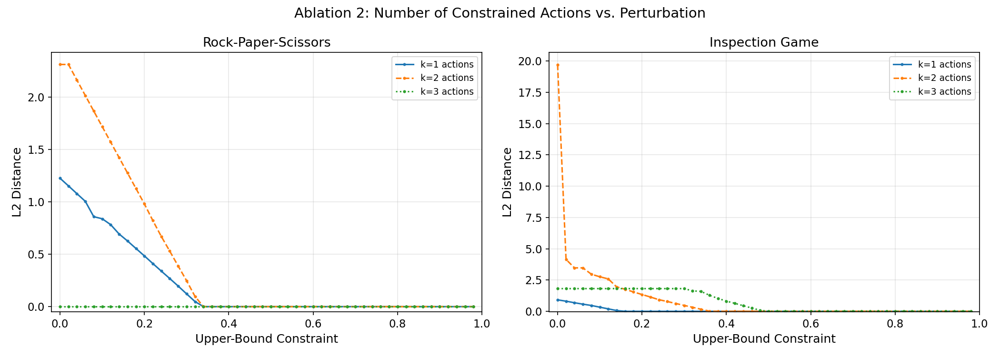 Ablation 2: Number of Constrained Actions vs. Perturbation
Rock-Paper-Scissors
L2 Distance
2.0
1.5
1.0
0.5
0.0
k=1 actions
k=2 actions
k=3 actions
0.0 0.2 0.4 0.6 0.8 1.0
Upper-Bound Constraint
Inspection Game
L2 Distance
20.0
17.5
15.0
12.5
10.0
7.5
5.0
2.5
0.0
k=1 actions
k=2 actions
k=3 actions
0.0 0.2 0.4 0.6 0.8 1.0
Upper-Bound Constraint